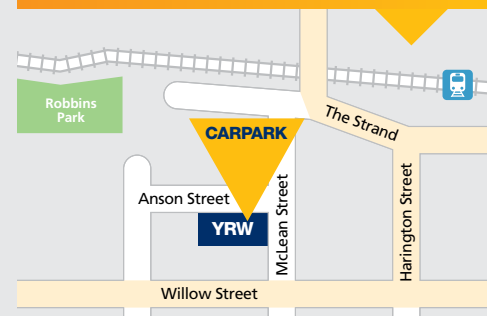 Robbins
Park
CARPARK
The Strand
Anson Street
McLean Street
Harington Street
YRW
Willow Street